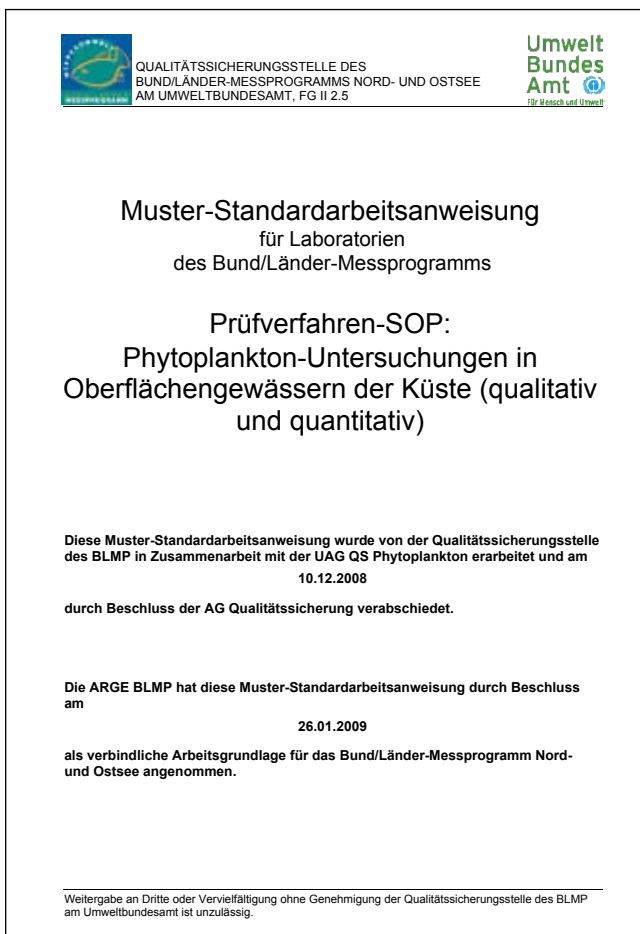 QUALITÄTSSICHERUNGSSTELLE DES
BUND/LÄNDER-MESSPROGRAMMS NORD- UND OSTSEE
AM UMWELTBUNDESAMT, FG II 2.5
Umwelt
Bundes
Amt
Für Mensch und Umwelt
Muster-Standardarbeitsanweisung
für Laboratorien
des Bund/Länder-Messprogramms
Prüfverfahren-SOP:
Phytoplankton-Untersuchungen in
Oberflächengewässern der Küste (qualitativ
und quantitativ)
Diese Muster-Standardarbeitsanweisung wurde von der Qualitätssicherungsstelle
des BLMP in Zusammenarbeit mit der UAG QS Phytoplankton erarbeitet und am
10.12.2008
durch Beschluss der AG Qualitätssicherung verabschiedet.
Die ARGE BLMP hat diese Muster-Standardarbeitsanweisung durch Beschluss
am
26.01.2009
als verbindliche Arbeitsgrundlage für das Bund/Länder-Messprogramm Nord-
und Ostsee angenommen.
Weitergabe an Dritte oder Vervielfältigung ohne Genehmigung der Qualitätssicherungsstelle des BLMP
am Umweltbundesamt ist unzulässig.